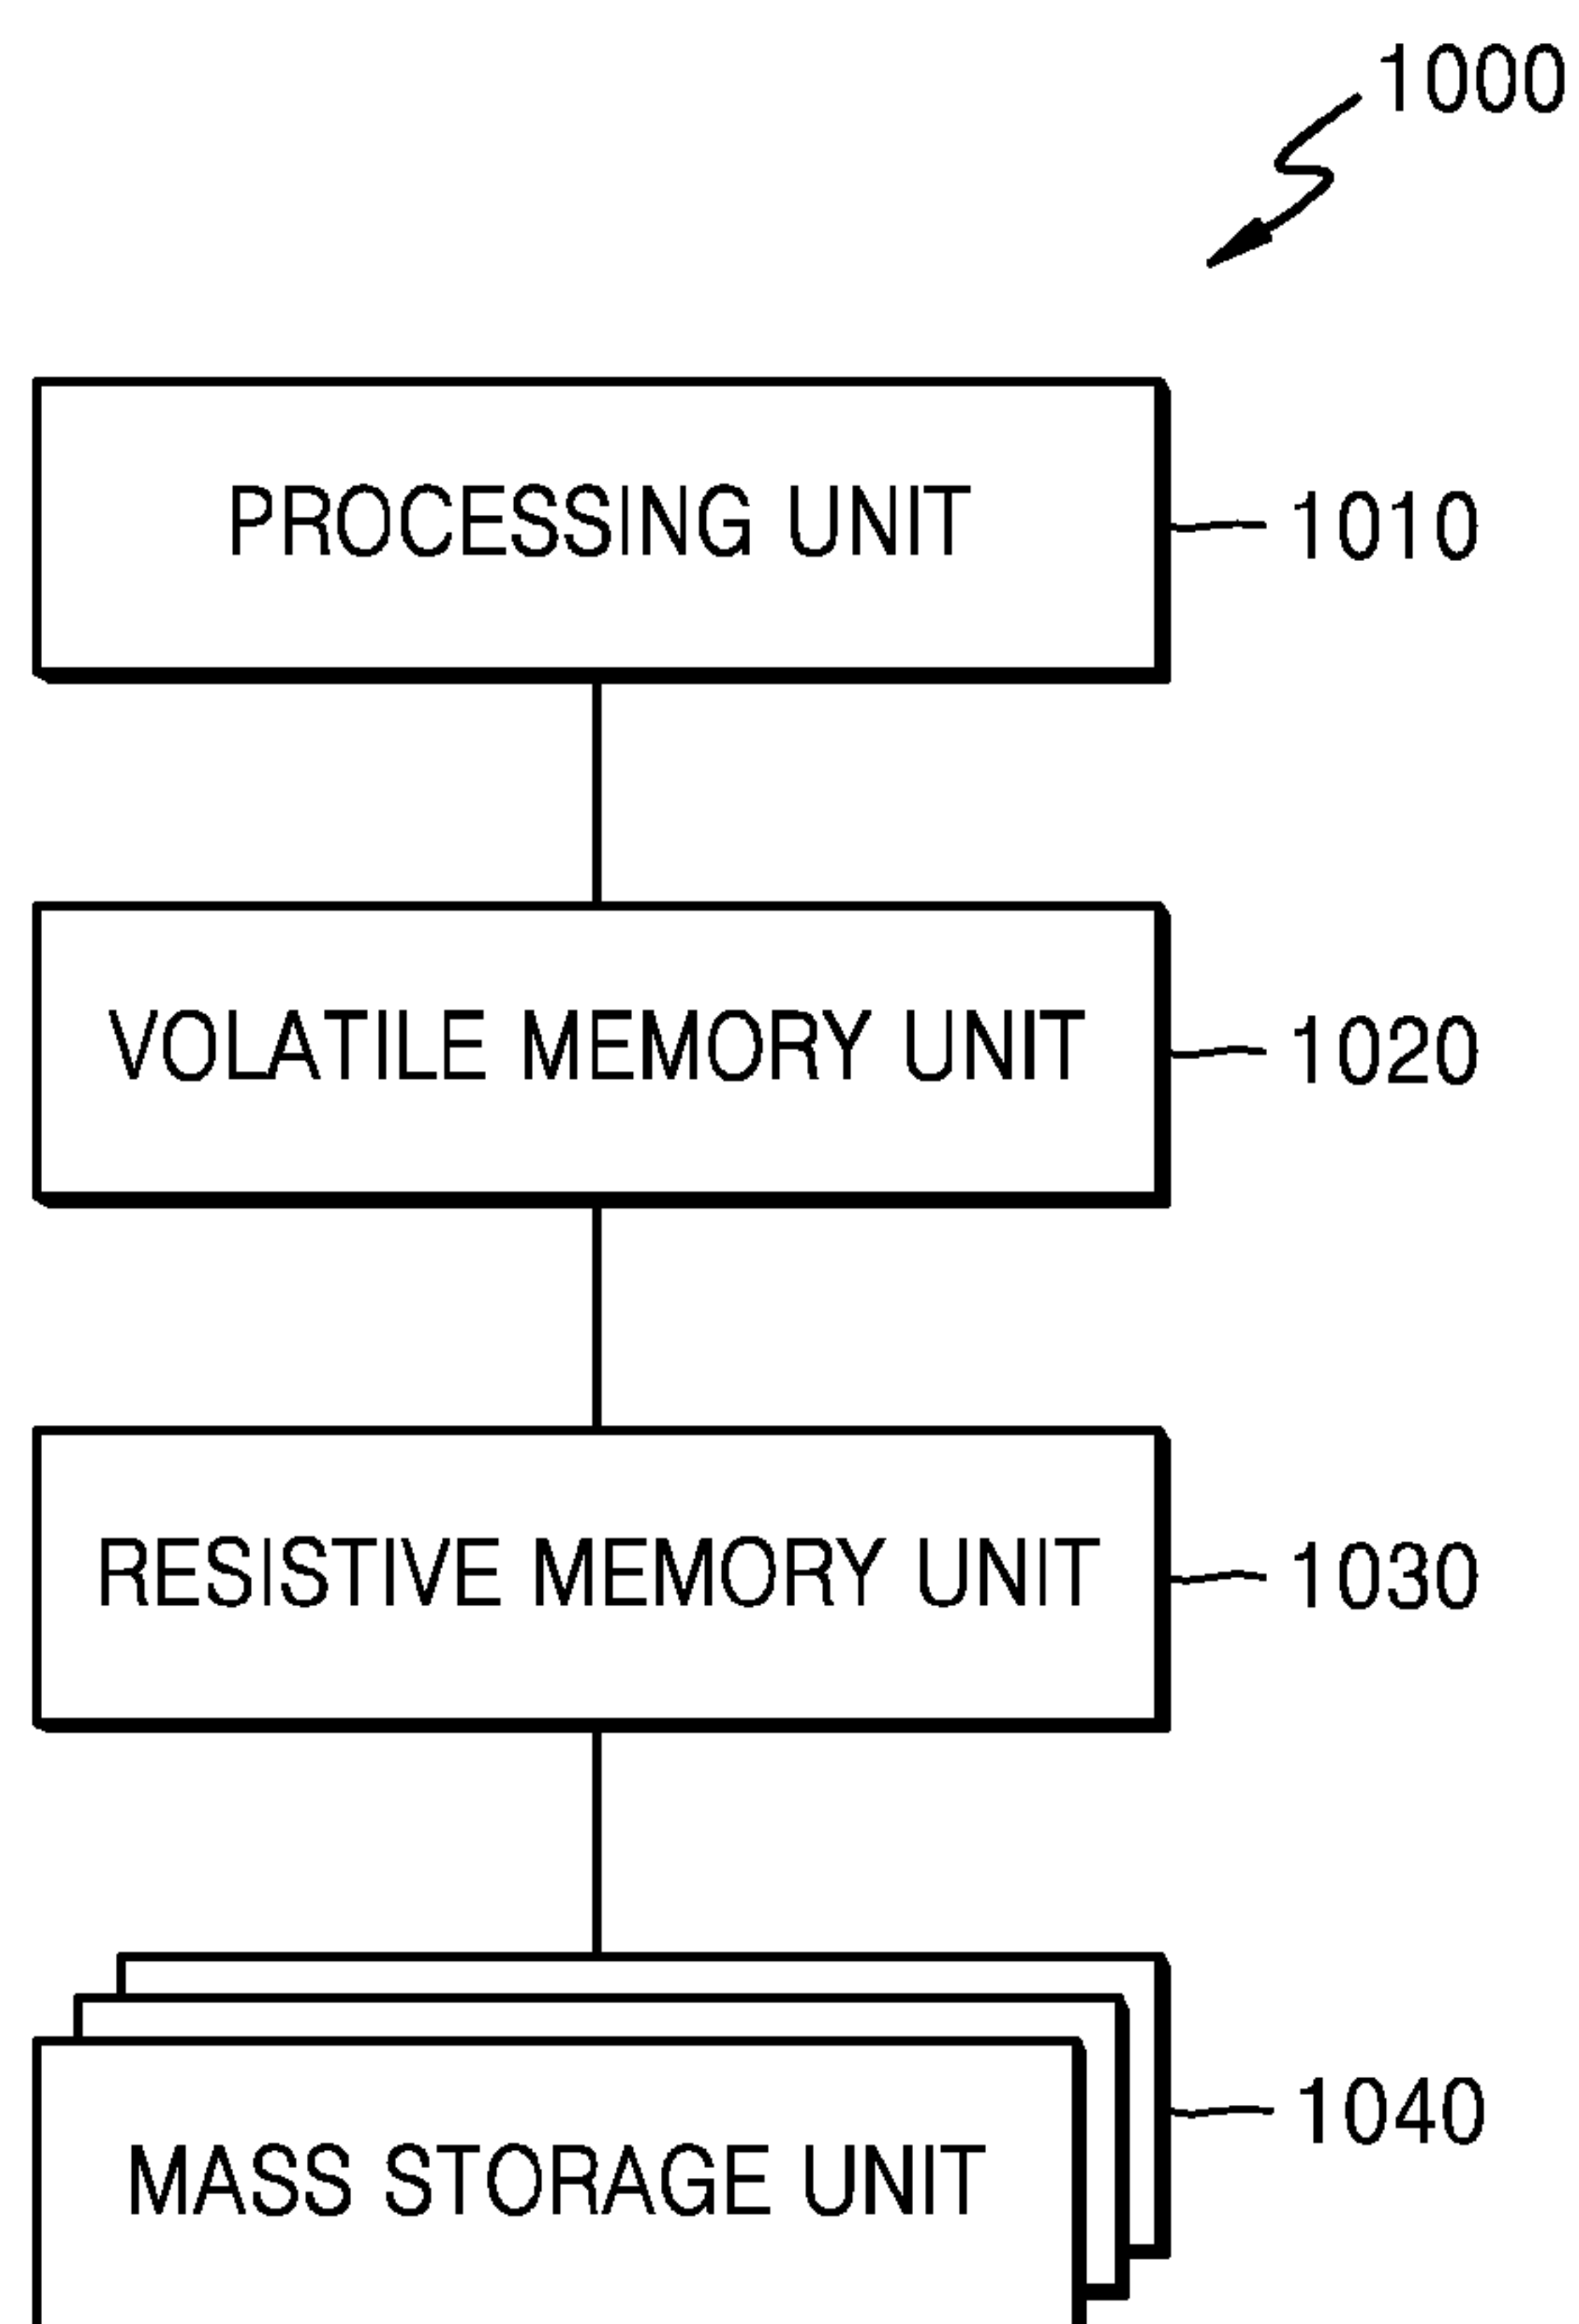 1000
PROCESSING UNIT
1010
VOLATILE MEMORY UNIT
1020
RESISTIVE MEMORY UNIT
1030
1040
MASS STORAGE UNIT